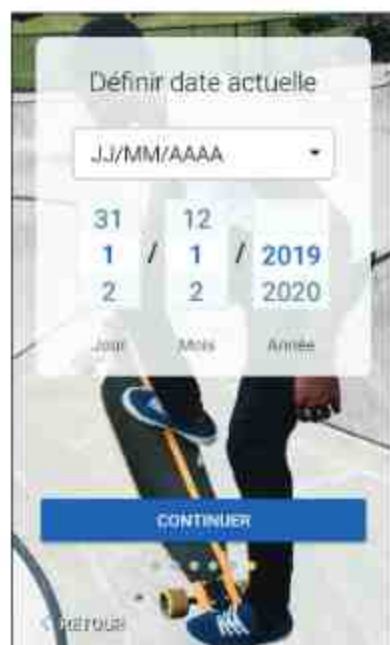 Définir date actuelle
JJ/MM/AAAA
31 12
1 / 1 / 2019
2 2 2020
Jour Mois Année
CONTINUER
< RETOUR